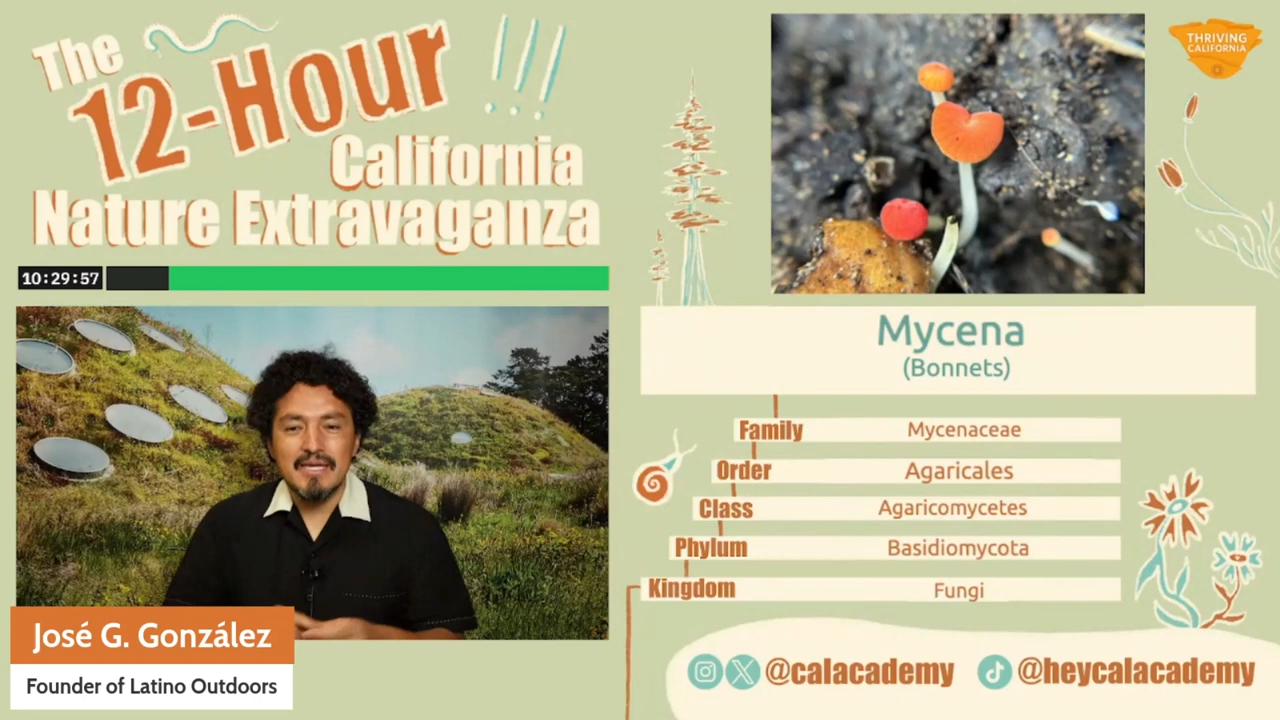 The
12-Hour !!!
California
Nature Extravaganza
10:29:57
José G. González
Founder of Latino Outdoors
THRIVING
CALIFORNIA
Mycena
(Bonnets)
Family Mycenaceae
Order Agaricales
Class Agaricomycetes
Phylum Basidiomycota
Kingdom Fungi
@calacademy @heycalacademy